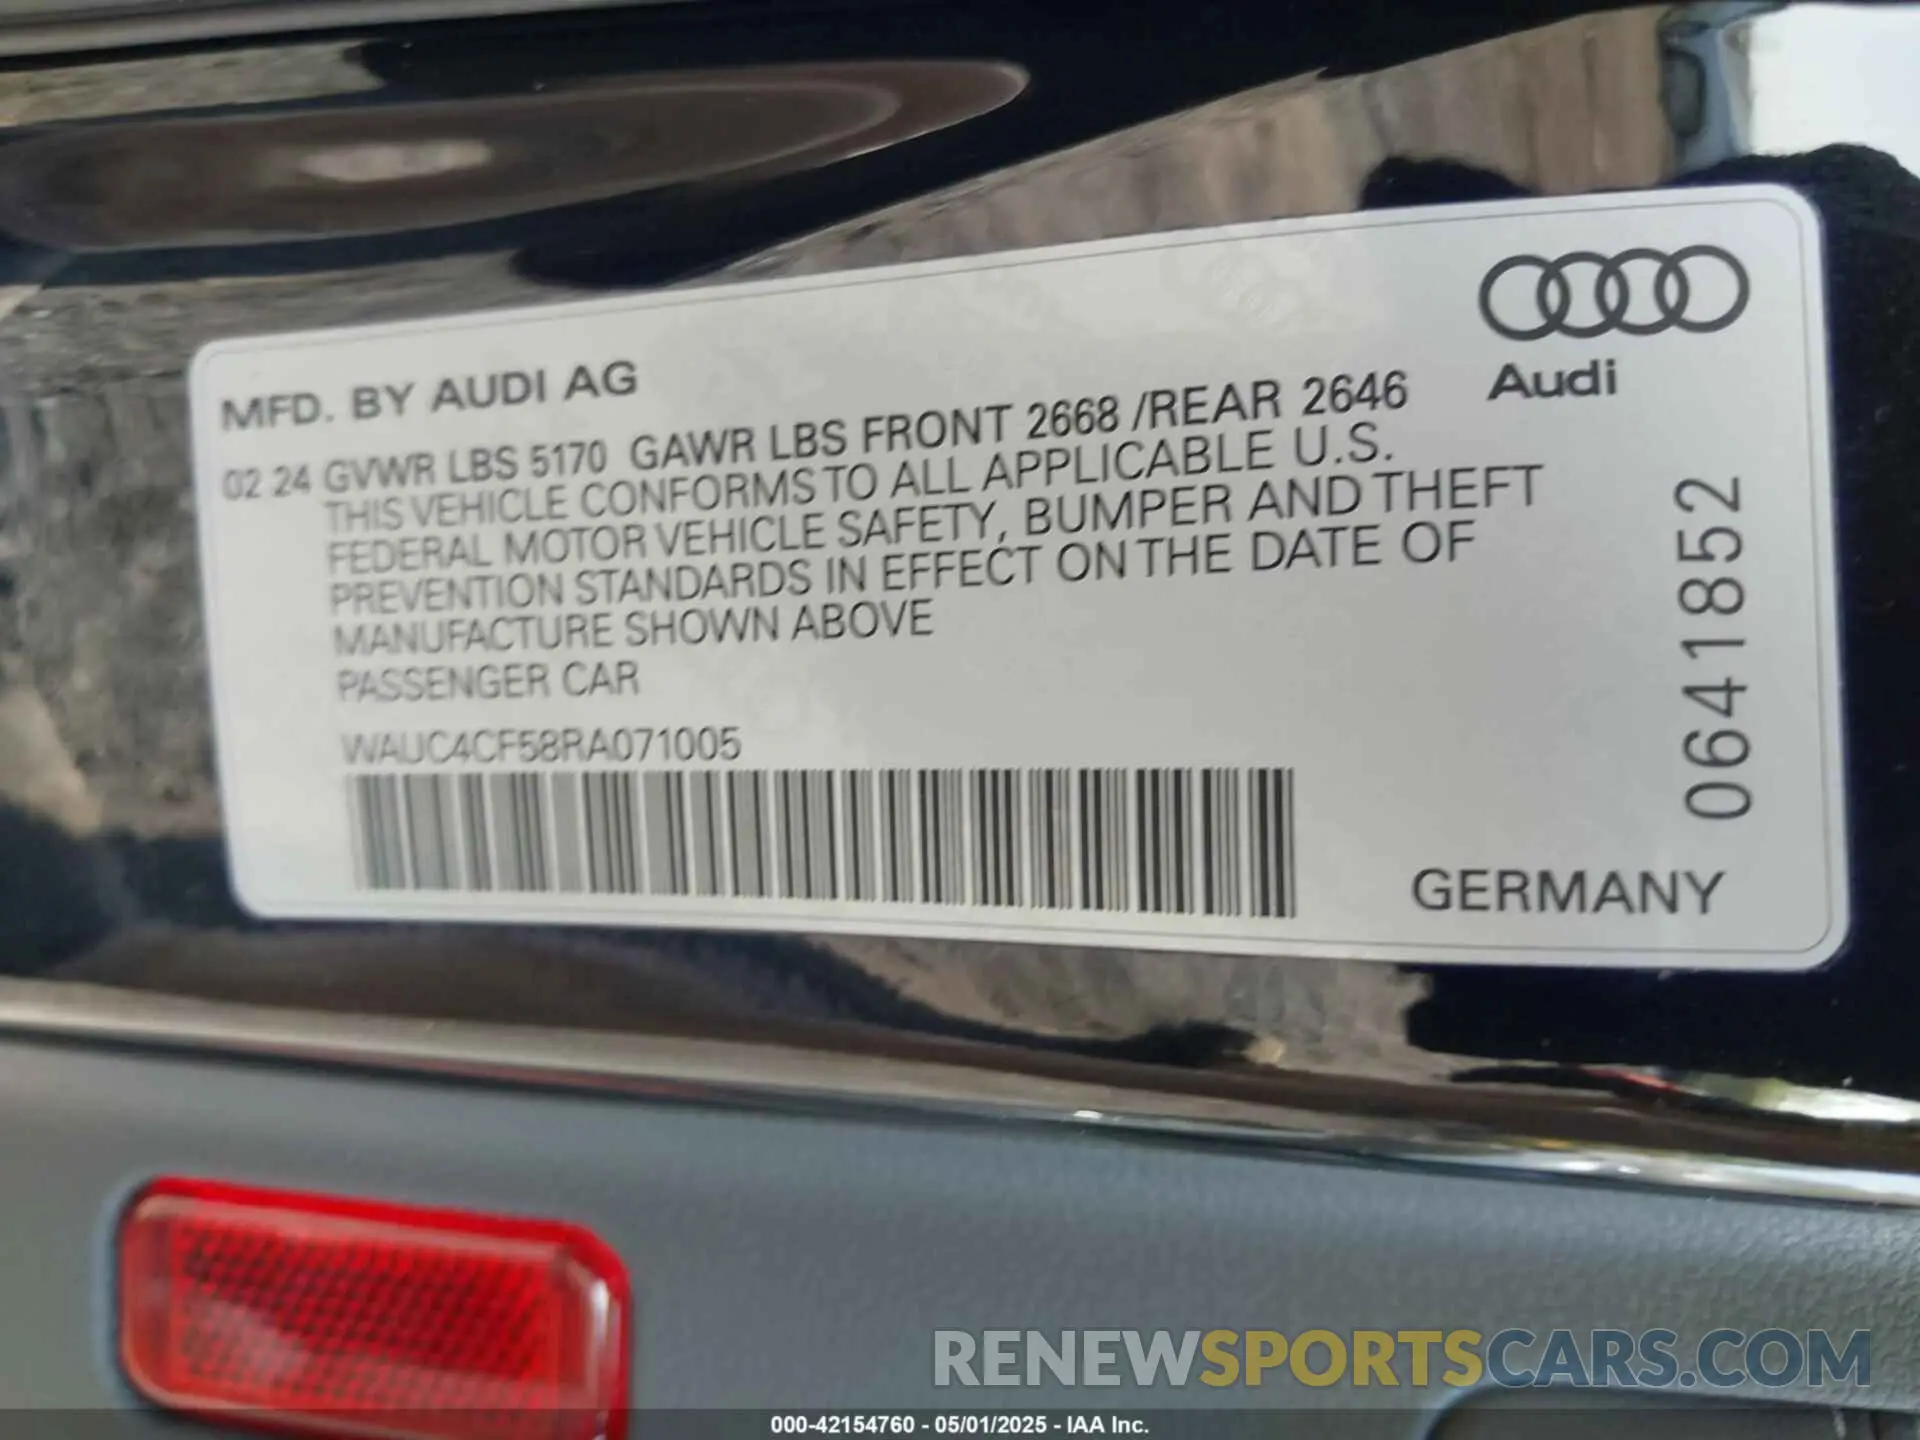 MFD. BY AUDI AG
Audi
02 24 GVWR LBS 5170 GAWR LBS FRONT 2668 /REAR 2646
THIS VEHICLE CONFORMS TO ALL APPLICABLE U.S.
FEDERAL MOTOR VEHICLE SAFETY, BUMPER AND THEFT
PREVENTION STANDARDS IN EFFECT ON THE DATE OF
MANUFACTURE SHOWN ABOVE
PASSENGER CAR
WAUC4CF58RA071005
0641852
GERMANY
RENEWSPORTSCARS.COM
000-42154760 - 05/01/2025 - IAA Inc.